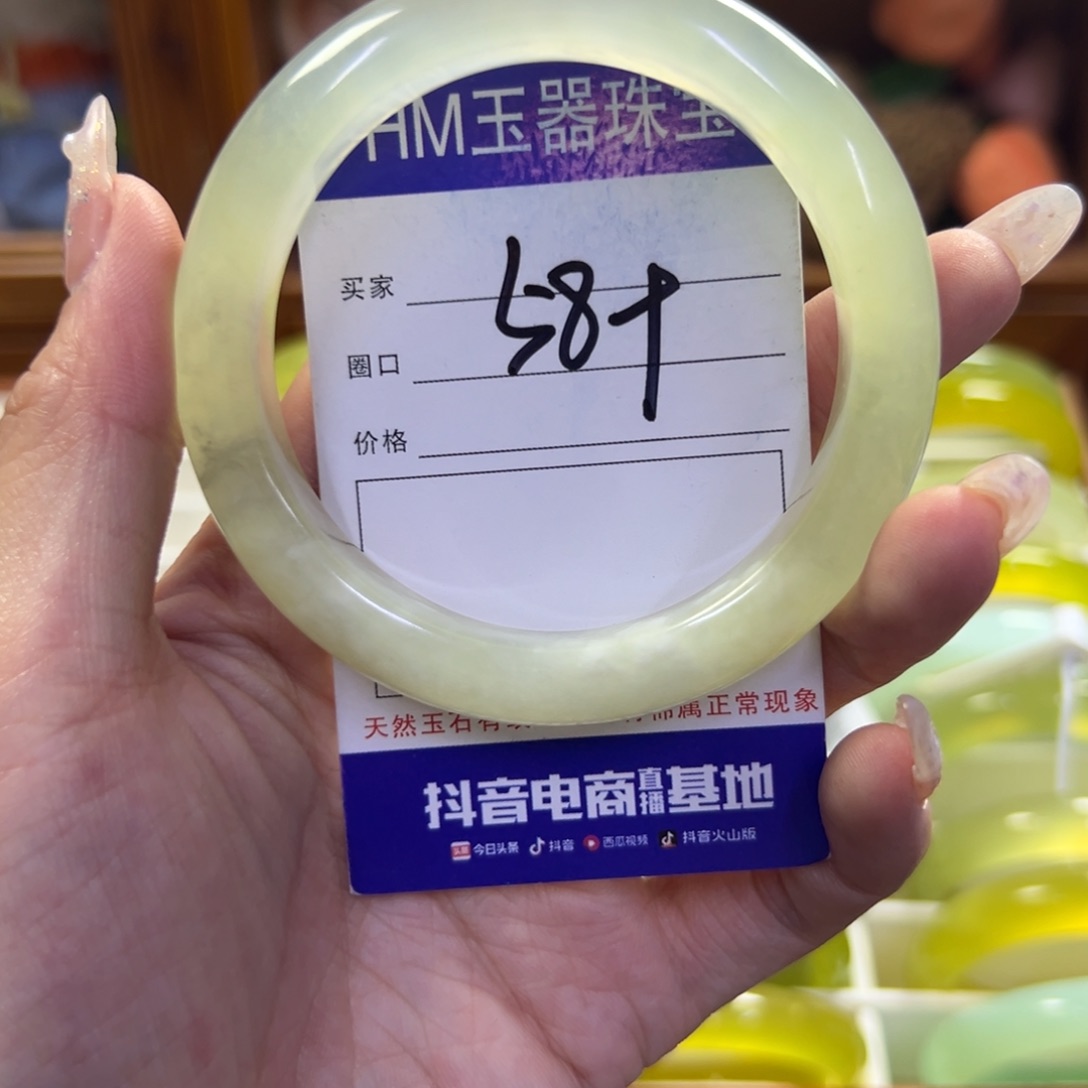 HM玉器珠宝
买家
58+
圈口
价格
天然玉石有 属正常现象
抖音电商直播基地
头条 今日头条 抖音 西瓜视频 抖音火山版